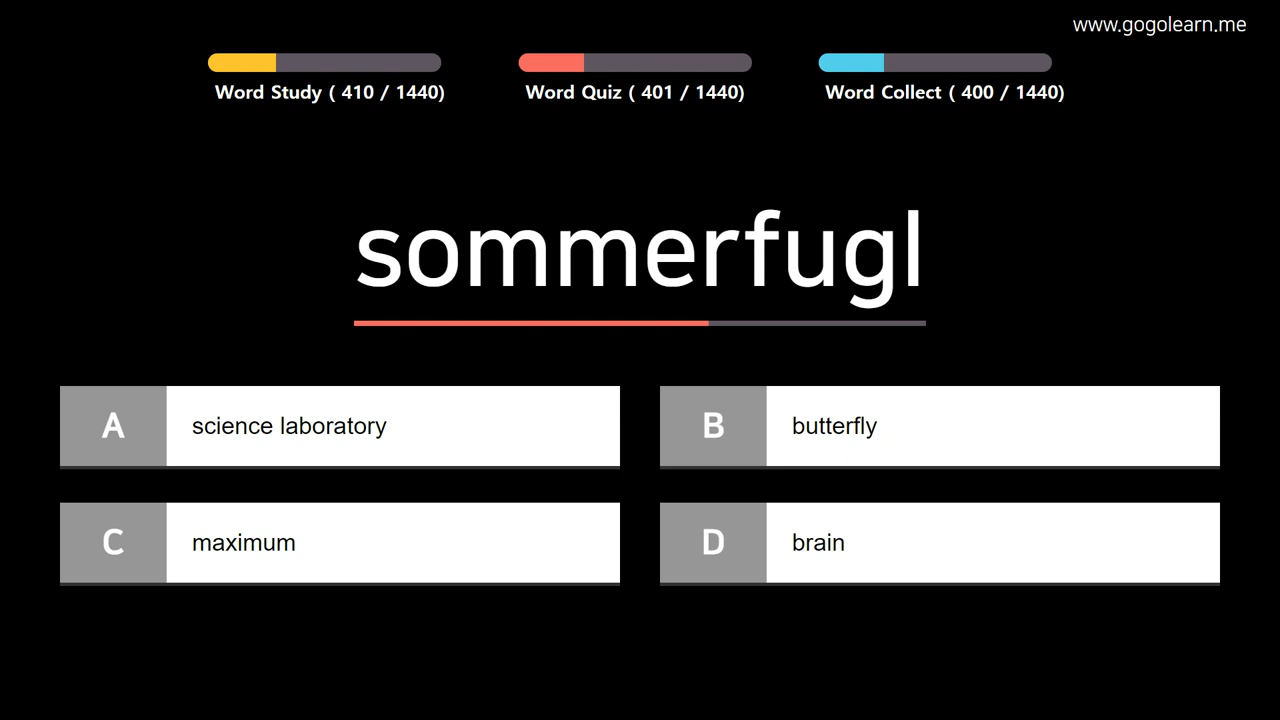 www.gogolearn.me
Word Study ( 410 / 1440)
Word Quiz ( 401 / 1440)
Word Collect ( 400 / 1440)
sommerfugl
A science laboratory
B butterfly
C maximum
D brain